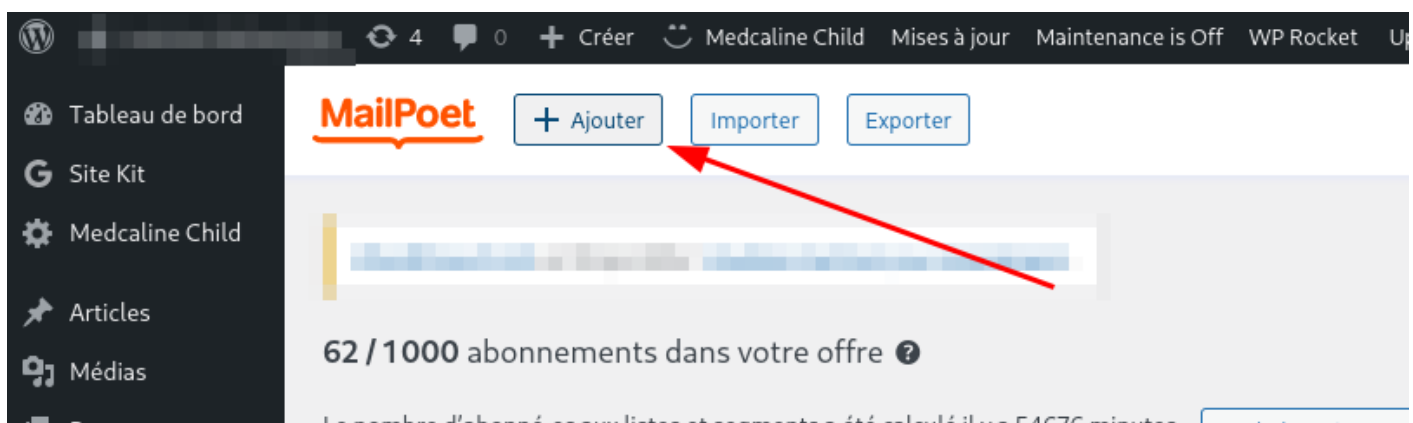 4 0 + Créer Medcaline Child Mises à jour Maintenance is Off WP Rocket
Tableau de bord
Site Kit
Medcaline Child
Articles
Médias
MailPoet + Ajouter Importer Exporter
62 / 1000 abonnements dans votre offre ?